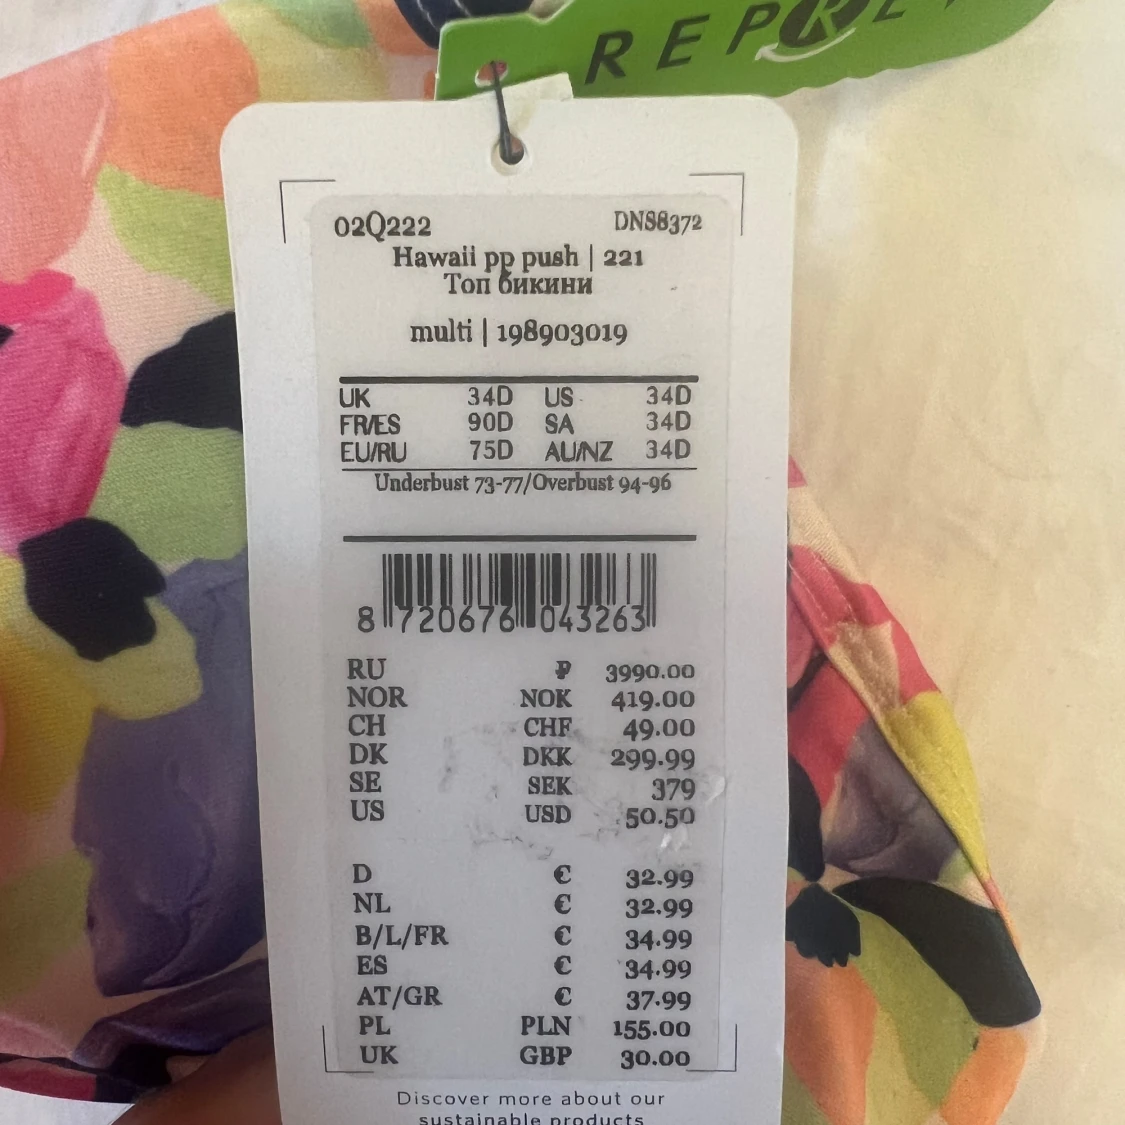 REPRE
02Q222 DNS8372
Hawaii pp push | 221
Топ бикини
multi | 198903019
UK 34D US 34D
FR/ES 90D SA 34D
EU/RU 75D AU/NZ 34D
Underbust 73-77/Overbust 94-96
8 720676 043263
RU ₽ 3990.00
NOR NOK 419.00
CH CHF 49.00
DK DKK 299.99
SE SEK 379
US USD 50.50
D € 32.99
NL € 32.99
B/L/FR € 34.99
ES € 34.99
AT/GR € 37.99
PL PLN 155.00
UK GBP 30.00
Discover more about our
sustainable products